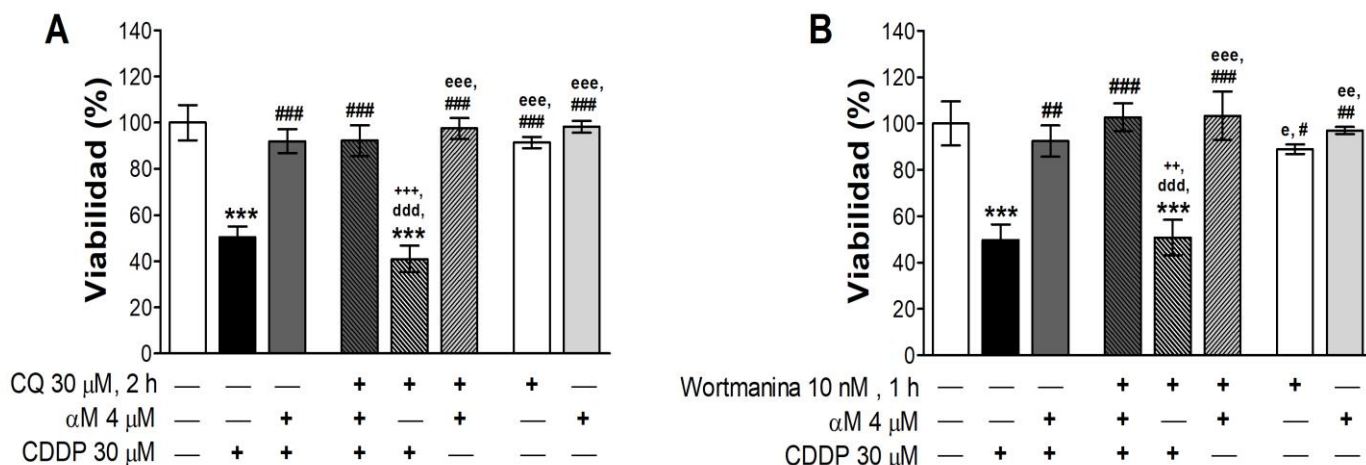 A
Viabilidad (%)
140
120
100
80
60
40
20
0
***
###
###
+++,
ddd,
***
eee,
###
eee,
###
eee,
###
CQ 30 μM, 2 h — — — + + + + —
αM 4 μM — — + + — + — +
CDDP 30 μM — + + + + — — —
B
Viabilidad (%)
140
120
100
80
60
40
20
0
***
##
###
++,
ddd,
***
eee,
###
e, #
ee,
##
Wortmanina 10 nM , 1 h — — — + + + + —
αM 4 μM — — + + — + — +
CDDP 30 μM — + + + + — — —